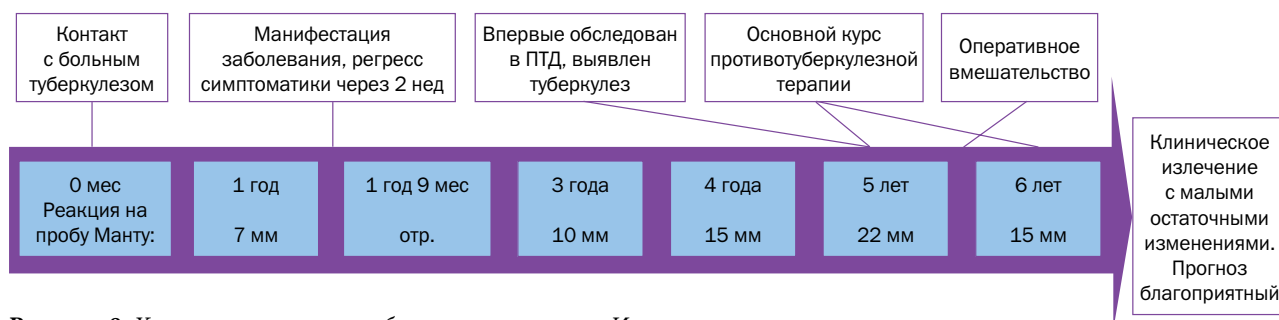 Контакт
с больным
туберкулезом
Манифестация
заболевания, регресс
симптоматики через 2 нед
Впервые обследован
в ПТД, выявлен
туберкулез
Основной курс
противотуберкулезной
терапии
Оперативное
вмешательство
0 мес
Реакция на
пробу Манту:
1 год
7 мм
1 год 9 мес
отр.
3 года
10 мм
4 года
15 мм
5 лет
22 мм
6 лет
15 мм
Клиническое
излечение
с малыми
остаточными
изменениями.
Прогноз
благоприятный